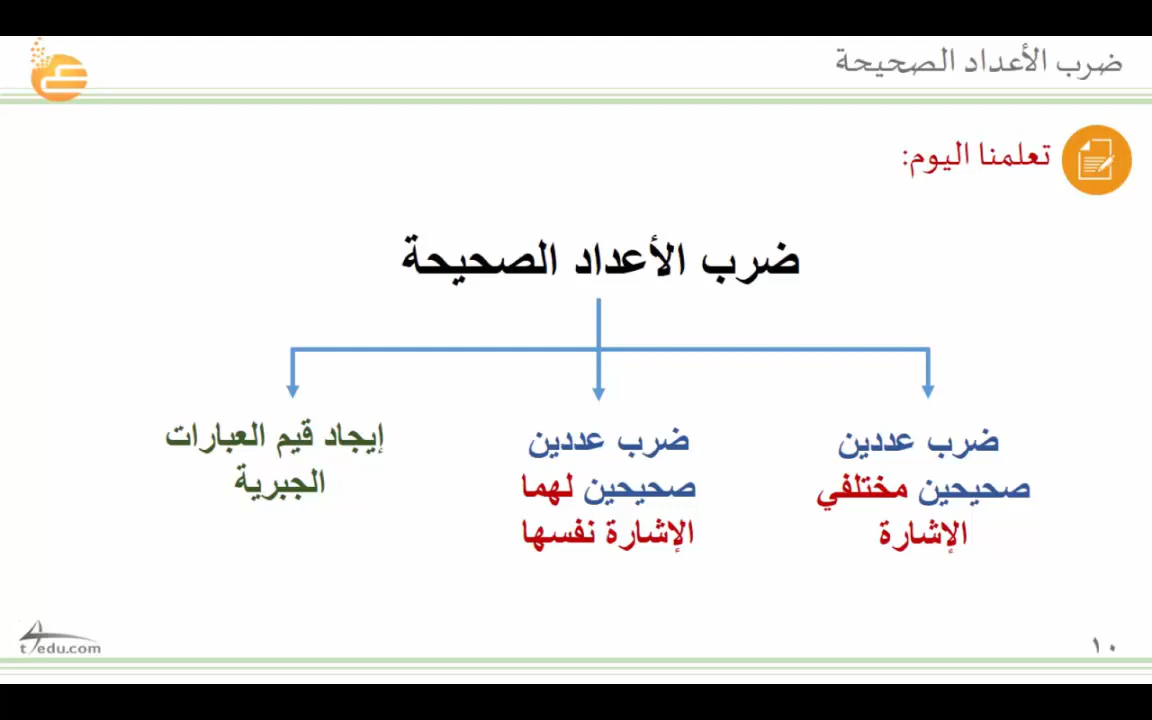 ضرب الأعداد الصحيحة
تعلمنا اليوم:
ضرب الأعداد الصحيحة
ضرب عددين
صحيحين مختلفي
الإشارة
ضرب عددين
صحيحين لهما
الإشارة نفسها
إيجاد قيم العبارات
الجبرية
t4edu.com
١٠